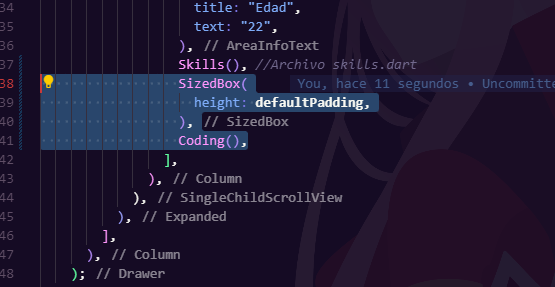 34 title: "Edad",
35 text: "22",
36 ), // AreaInfoText
37 Skills(), //Archivo skills.dart
38 SizedBox( You, hace 11 segundos • Uncommitte
39 height: defaultPadding,
40 ), // SizedBox
41 Coding(),
42 ],
43 ), // Column
44 ), // SingleChildScrollView
45 ), // Expanded
46 ],
47 ), // Column
48 ); // Drawer